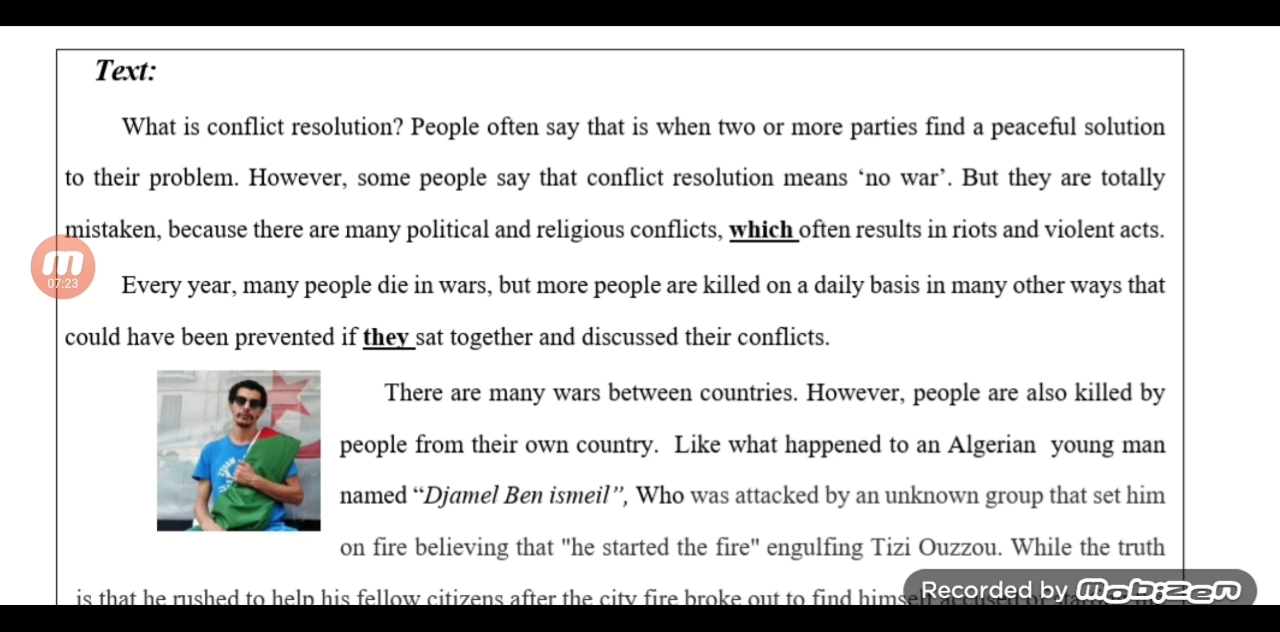 Text:
What is conflict resolution? People often say that is when two or more parties find a peaceful solution
to their problem. However, some people say that conflict resolution means ‘no war’. But they are totally
mistaken, because there are many political and religious conflicts, which often results in riots and violent acts.
07:23
Every year, many people die in wars, but more people are killed on a daily basis in many other ways that
could have been prevented if they sat together and discussed their conflicts.
There are many wars between countries. However, people are also killed by
people from their own country. Like what happened to an Algerian young man
named “Djamel Ben ismeil”, Who was attacked by an unknown group that set him
on fire believing that "he started the fire" engulfing Tizi Ouzzou. While the truth
is that he rushed to help his fellow citizens after the city fire broke out to find
Recorded by Mobizen